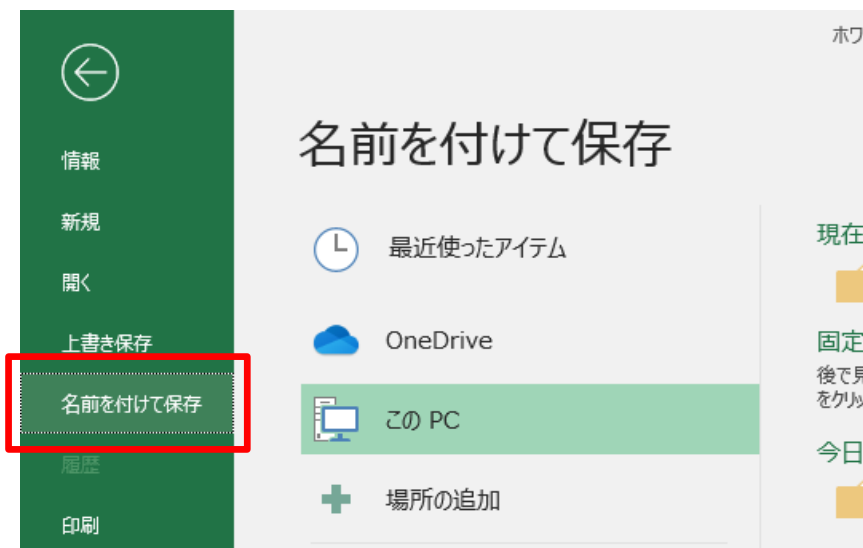 ホワ
情報
新規
開く
上書き保存
名前を付けて保存
履歴
印刷
名前を付けて保存
最近使ったアイテム
OneDrive
この PC
場所の追加
現在
固定
後で見
をクリッ
今日